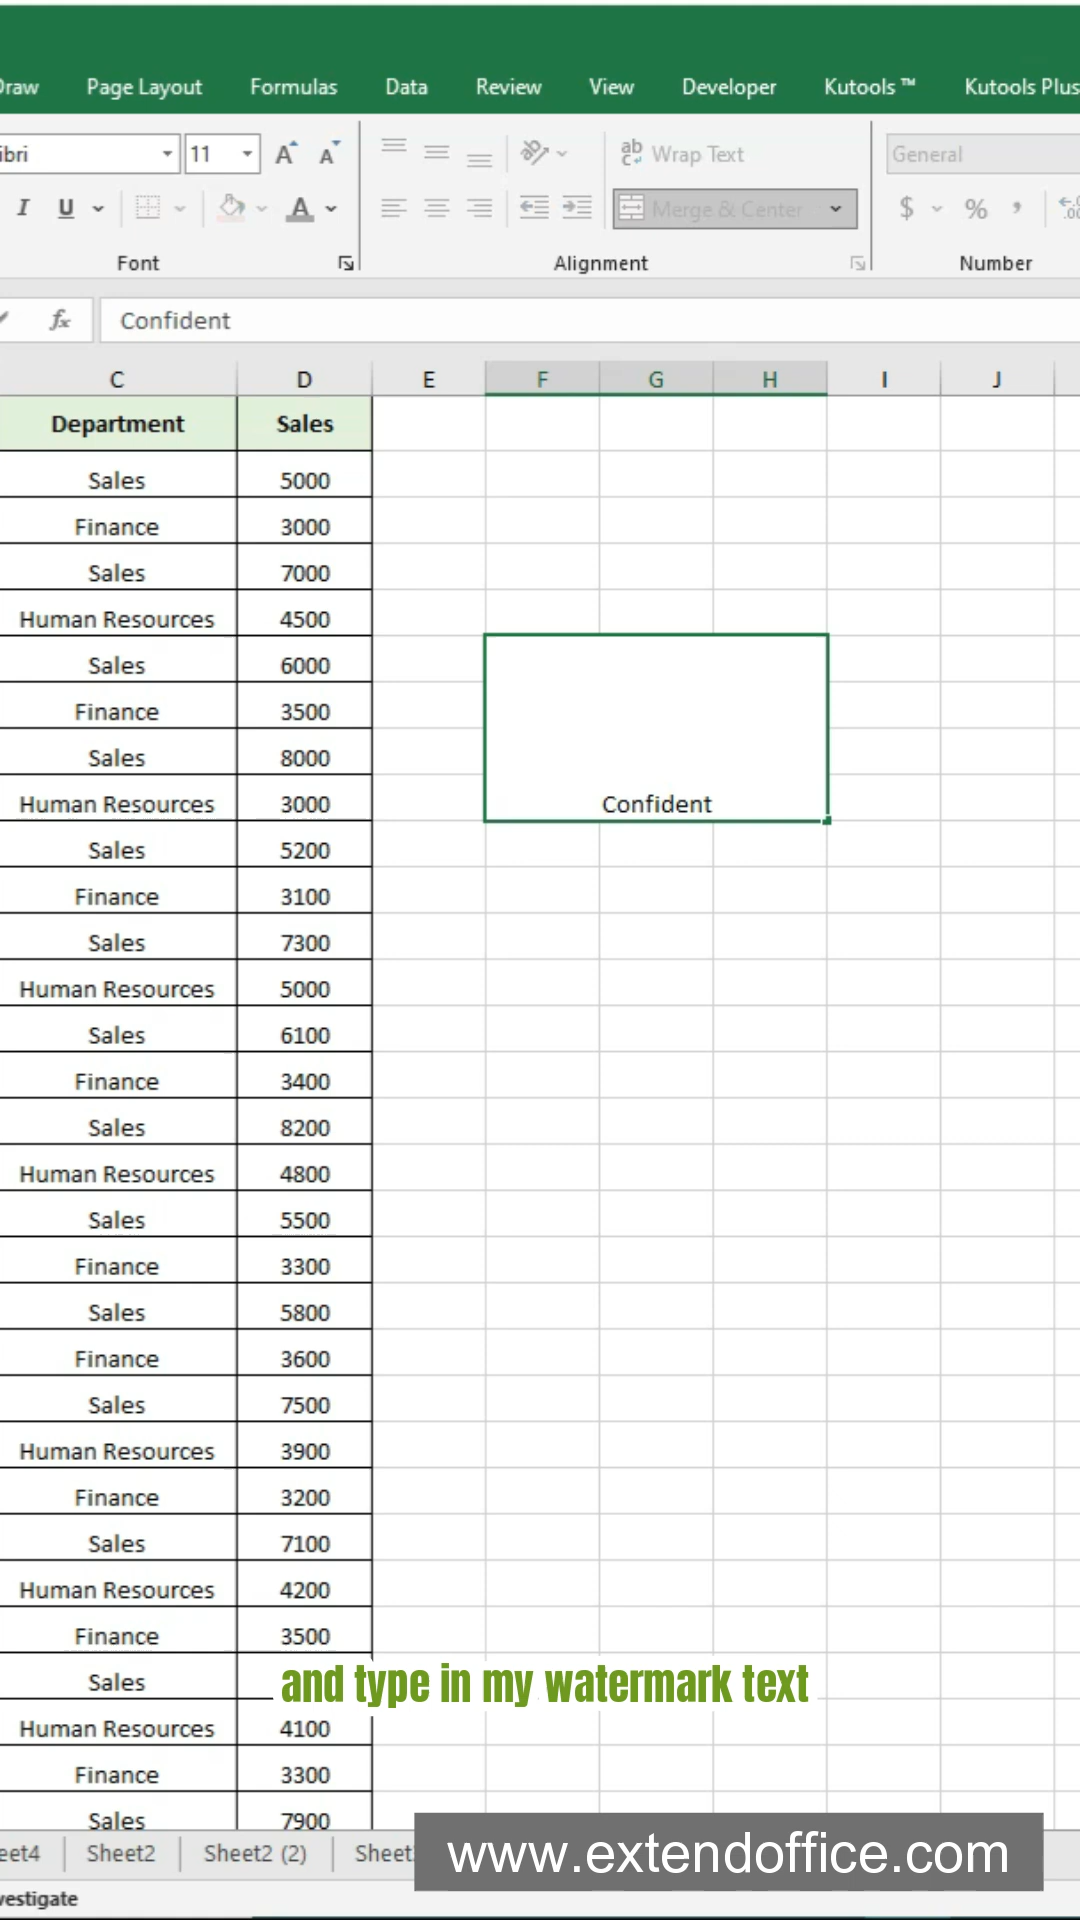 Draw Page Layout Formulas Data Review View Developer Kutools ™ Kutools Plus
ibri 11 A A ab Wrap Text General
I U A Merge & Center $ % , .00
Font Alignment Number
fx Confident
C D E F G H I J
Department Sales
Sales 5000
Finance 3000
Sales 7000
Human Resources 4500
Sales 6000
Finance 3500
Sales 8000
Human Resources 3000 Confident
Sales 5200
Finance 3100
Sales 7300
Human Resources 5000
Sales 6100
Finance 3400
Sales 8200
Human Resources 4800
Sales 5500
Finance 3300
Sales 5800
Finance 3600
Sales 7500
Human Resources 3900
Finance 3200
Sales 7100
Human Resources 4200
Finance 3500
Sales and type in my watermark text
Human Resources 4100
Finance 3300
Sales 7900
eet4 Sheet2 Sheet2 (2) Sheet
www.extendoffice.com
vestigate